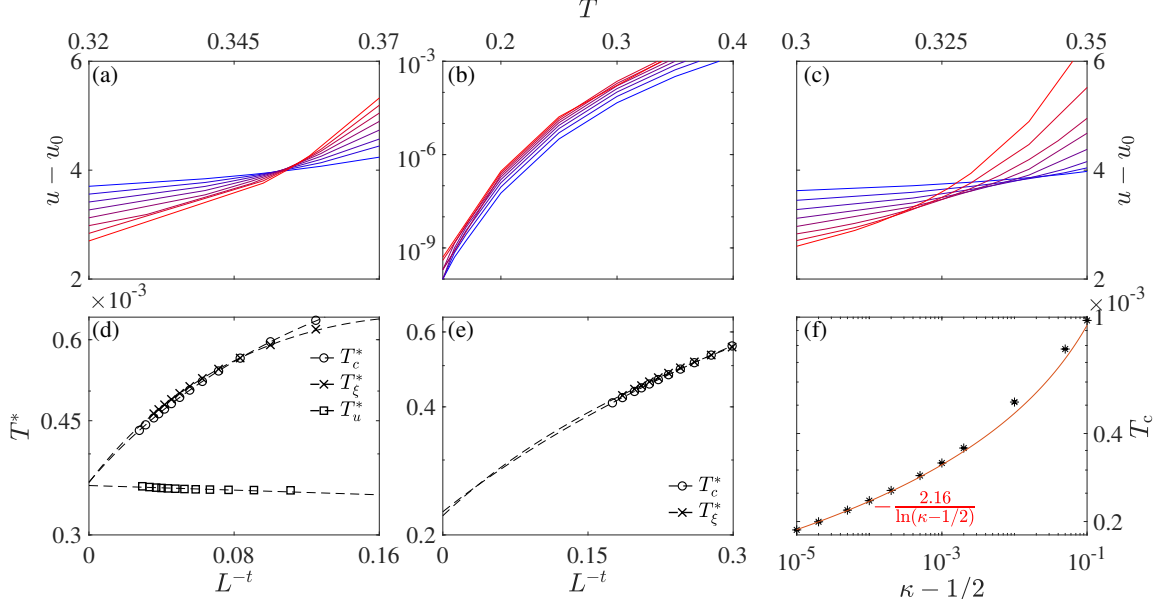 T
0.32 0.345 0.37 0.2 0.3 0.4 0.3 0.325 0.35
6 (a) (b) 10⁻³ (c) 6
u − u₀ 4 10⁻⁶ 4 u − u₀
2 10⁻⁹ 2
×10⁻³ ×10⁻³
(d) (e) (f) 1
0.6 0.6
T*c
T*ξ
T*u
T* 0.45 0.4 0.4 Tc
T*c
T*ξ
− 2.16 / ln(κ−1/2)
0.3 0.2 0.2
0 0.08 0.16 0 0.15 0.3 10⁻⁵ 10⁻³ 10⁻¹
L⁻ᵗ L⁻ᵗ κ − 1/2